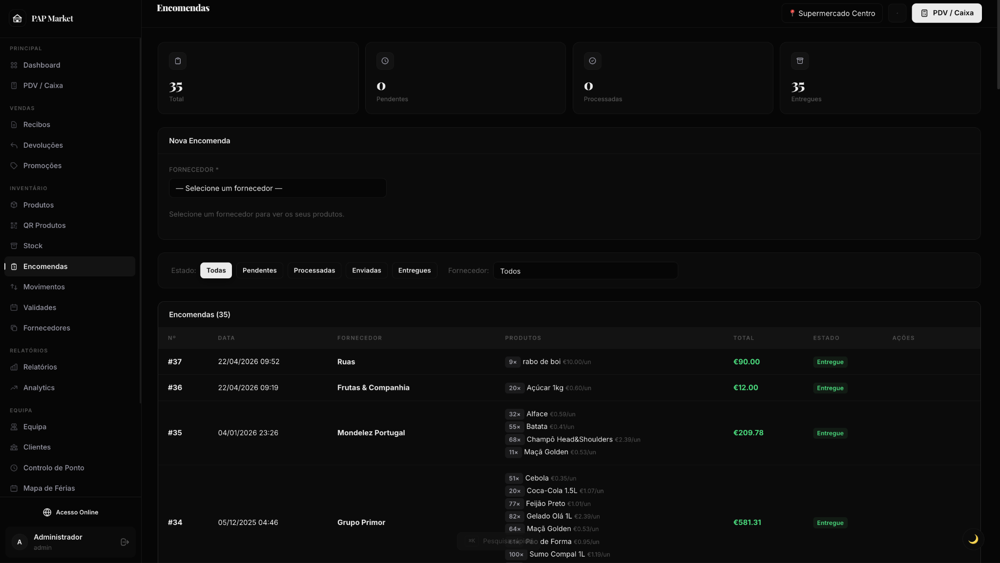 PAP Market
PRINCIPAL
Dashboard
PDV / Caixa
VENDAS
Recibos
Devoluções
Promoções
INVENTÁRIO
Produtos
QR Produtos
Stock
Encomendas
Movimentos
Validades
Fornecedores
RELATÓRIOS
Relatórios
Analytics
EQUIPA
Equipa
Clientes
Controlo de Ponto
Mapa de Férias
Acesso Online
A
Administrador
admin
Encomendas
Supermercado Centro
PDV / Caixa
35
Total
0
Pendentes
0
Processadas
35
Entregues
Nova Encomenda
FORNECEDOR *
— Selecione um fornecedor —
Selecione um fornecedor para ver os seus produtos.
Estado: Todas Pendentes Processadas Enviadas Entregues Fornecedor: Todos
Encomendas (35)
Nº DATA FORNECEDOR PRODUTOS TOTAL ESTADO AÇÕES
#37 22/04/2026 09:52 Ruas 9× rabo de boi €10.00/un €90.00 Entregue
#36 22/04/2026 09:19 Frutas & Companhia 20× Açúcar 1kg €0.60/un €12.00 Entregue
#35 04/01/2026 23:26 Mondelez Portugal
32× Alface €0.59/un
55× Batata €0.41/un
68× Champô Head&Shoulders €2.39/un
11× Maçã Golden €0.53/un
€209.78 Entregue
#34 05/12/2025 04:46 Grupo Primor
51× Cebola €0.35/un
20× Coca-Cola 1.5L €1.07/un
77× Feijão Preto €1.01/un
82× Gelado Olá 1L €2.39/un
64× Maçã Golden €0.53/un
61× Pão de Forma €0.95/un
100× Sumo Compal 1L €1.19/un
€581.31 Entregue
⌘K Pesquisa rápida